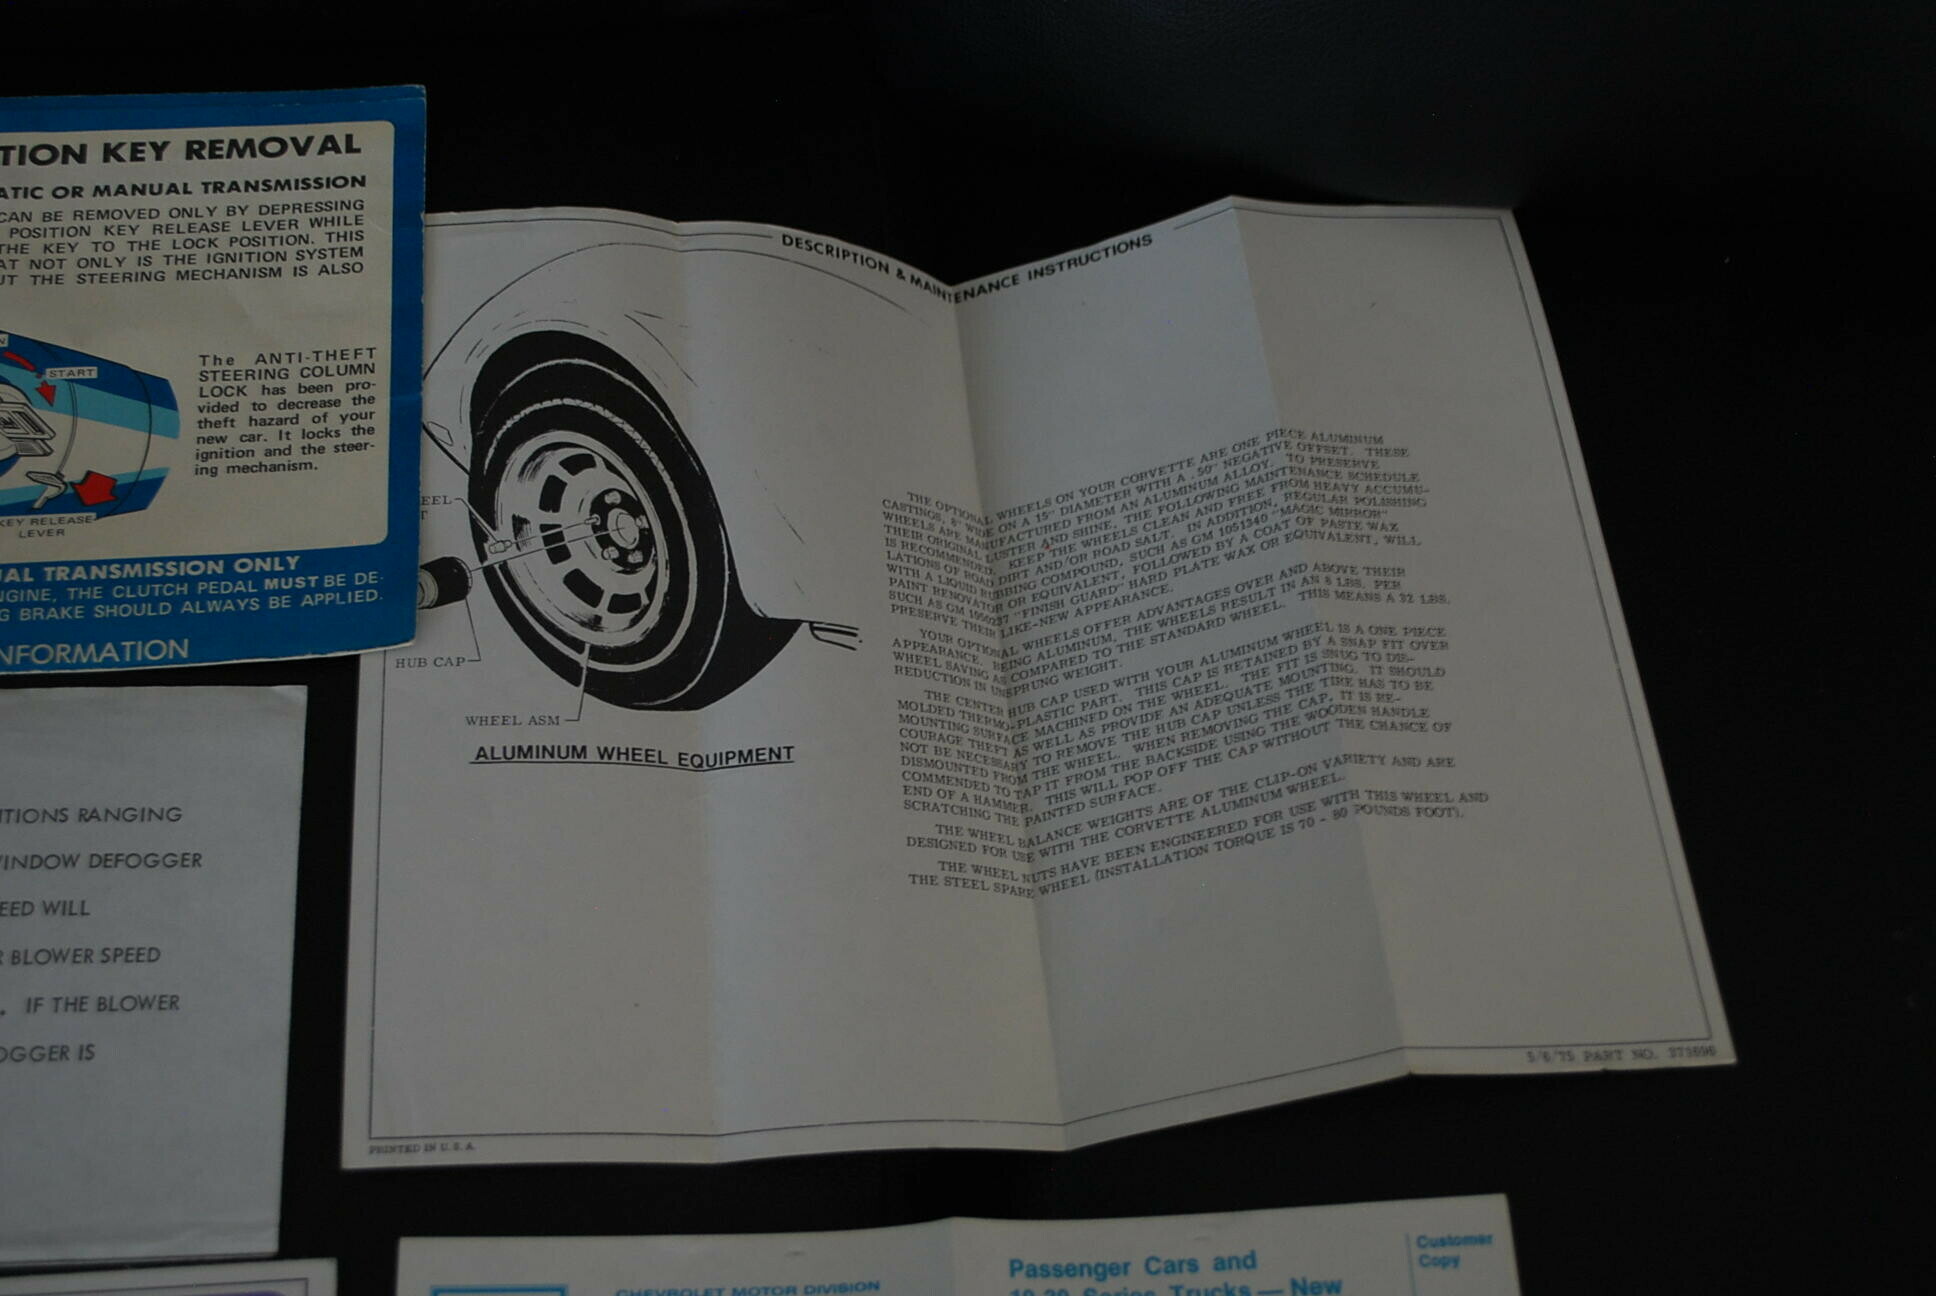 TION KEY REMOVAL
ATIC OR MANUAL TRANSMISSION
CAN BE REMOVED ONLY BY DEPRESSING
POSITION KEY RELEASE LEVER WHILE
THE KEY TO THE LOCK POSITION. THIS
AT NOT ONLY IS THE IGNITION SYSTEM
UT THE STEERING MECHANISM IS ALSO
START
The ANTI-THEFT
STEERING COLUMN
LOCK has been pro-
vided to decrease the
theft hazard of your
new car. It locks the
ignition and the steer-
ing mechanism.
KEY RELEASE
LEVER
AL TRANSMISSION ONLY
NGINE, THE CLUTCH PEDAL MUST BE DE-
G BRAKE SHOULD ALWAYS BE APPLIED.
NFORMATION
DESCRIPTION & MAINTENANCE INSTRUCTIONS
EEL
T
HUB CAP
WHEEL ASM
ALUMINUM WHEEL EQUIPMENT
THE OPTIONAL WHEELS ON YOUR CORVETTE ARE ONE PIECE ALUMINUM
CASTINGS, 8" WIDE ON A 15" DIAMETER WITH A .50" NEGATIVE OFFSET. THESE
WHEELS ARE MANUFACTURED FROM AN ALUMINUM ALLOY. TO PRESERVE
THEIR ORIGINAL LUSTER AND SHINE, THE FOLLOWING MAINTENANCE SCHEDULE
IS RECOMMENDED. KEEP THE WHEELS CLEAN AND FREE FROM HEAVY ACCUMU-
LATIONS OF ROAD DIRT AND/OR ROAD SALT. IN ADDITION, REGULAR POLISHING
WITH A LIQUID RUBBING COMPOUND, SUCH AS GM 1051340 "MAGIC MIRROR"
PAINT RENOVATOR OR EQUIVALENT, FOLLOWED BY A COAT OF PASTE WAX
SUCH AS GM 1050237 "FINISH GUARD" HARD PLATE WAX OR EQUIVALENT, WILL
PRESERVE THEIR LIKE-NEW APPEARANCE.
YOUR OPTIONAL WHEELS OFFER ADVANTAGES OVER AND ABOVE THEIR
APPEARANCE. BEING ALUMINUM, THE WHEELS RESULT IN AN 8 LBS. PER
WHEEL SAVING AS COMPARED TO THE STANDARD WHEEL. THIS MEANS A 32 LBS.
REDUCTION IN UNSPRUNG WEIGHT.
THE CENTER HUB CAP USED WITH YOUR ALUMINUM WHEEL IS A ONE PIECE
MOLDED THERMO-PLASTIC PART. THIS CAP IS RETAINED BY A SNAP FIT OVER
MOUNTING SURFACE MACHINED ON THE WHEEL. THE FIT IS SNUG TO DIS-
COURAGE THEFT AS WELL AS PROVIDE AN ADEQUATE MOUNTING. IT SHOULD
NOT BE NECESSARY TO REMOVE THE HUB CAP UNLESS THE TIRE HAS TO BE
DISMOUNTED FROM THE WHEEL. WHEN REMOVING THE CAP, IT IS RE-
COMMENDED TO TAP IT FROM THE BACKSIDE USING THE WOODEN HANDLE
END OF A HAMMER. THIS WILL POP OFF THE CAP WITHOUT THE CHANCE OF
SCRATCHING THE PAINTED SURFACE.
THE WHEEL BALANCE WEIGHTS ARE OF THE CLIP-ON VARIETY AND ARE
DESIGNED FOR USE WITH THE CORVETTE ALUMINUM WHEEL.
THE WHEEL NUTS HAVE BEEN ENGINEERED FOR USE WITH THIS WHEEL AND
THE STEEL SPARE WHEEL (INSTALLATION TORQUE IS 70 - 80 POUNDS FOOT).
PRINTED IN U.S.A.
5/6/75 PART NO. 373696
ITIONS RANGING
WINDOW DEFOGGER
EED WILL
R BLOWER SPEED
. IF THE BLOWER
OGGER IS
CHEVROLET MOTOR DIVISION
Passenger Cars and
10-30 Series Trucks — New
Customer
Copy